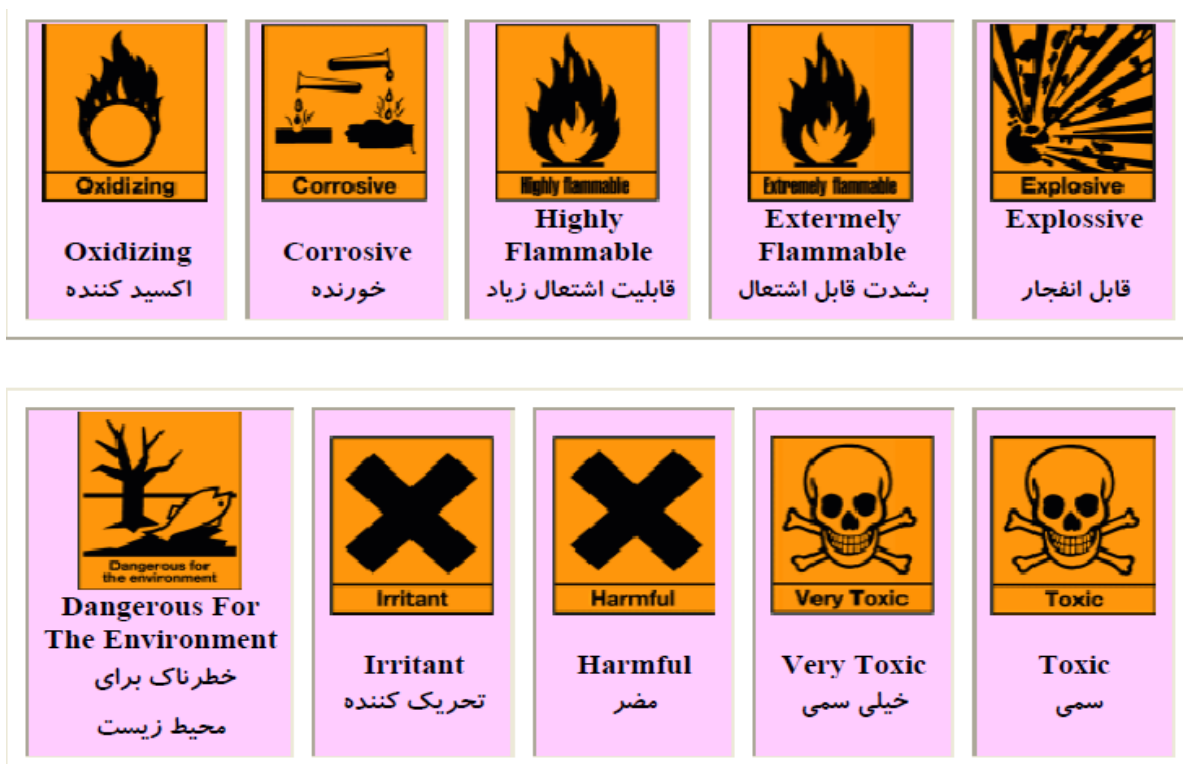 Oxidizing
Oxidizing
اکسید کننده
Corrosive
Corrosive
خورنده
Highly flammable
Highly
Flammable
قابلیت اشتعال زیاد
Extremely flammable
Extermely
Flammable
بشدت قابل اشتعال
Explosive
Explossive
قابل انفجار
Dangerous for
the environment
Dangerous For
The Environment
خطرناک برای
محیط زیست
Irritant
Irritant
تحریک کننده
Harmful
Harmful
مضر
Very Toxic
Very Toxic
خیلی سمی
Toxic
Toxic
سمی